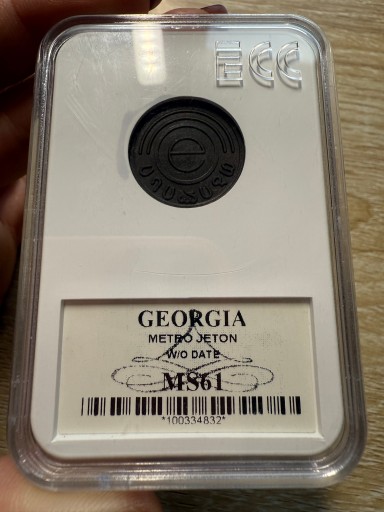 ECC
GEORGIA
METRO JETON
W/O DATE
MS61
*100334832*